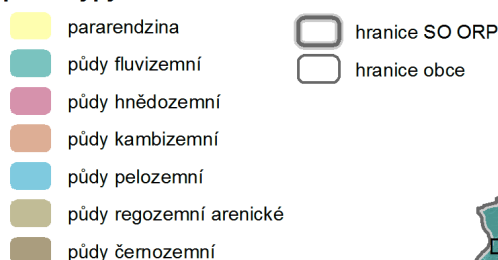 pararendzina
půdy fluvizemní
půdy hnědozemní
půdy kambizemní
půdy pelozemní
půdy regozemní arenické
půdy černozemní
hranice SO ORP
hranice obce